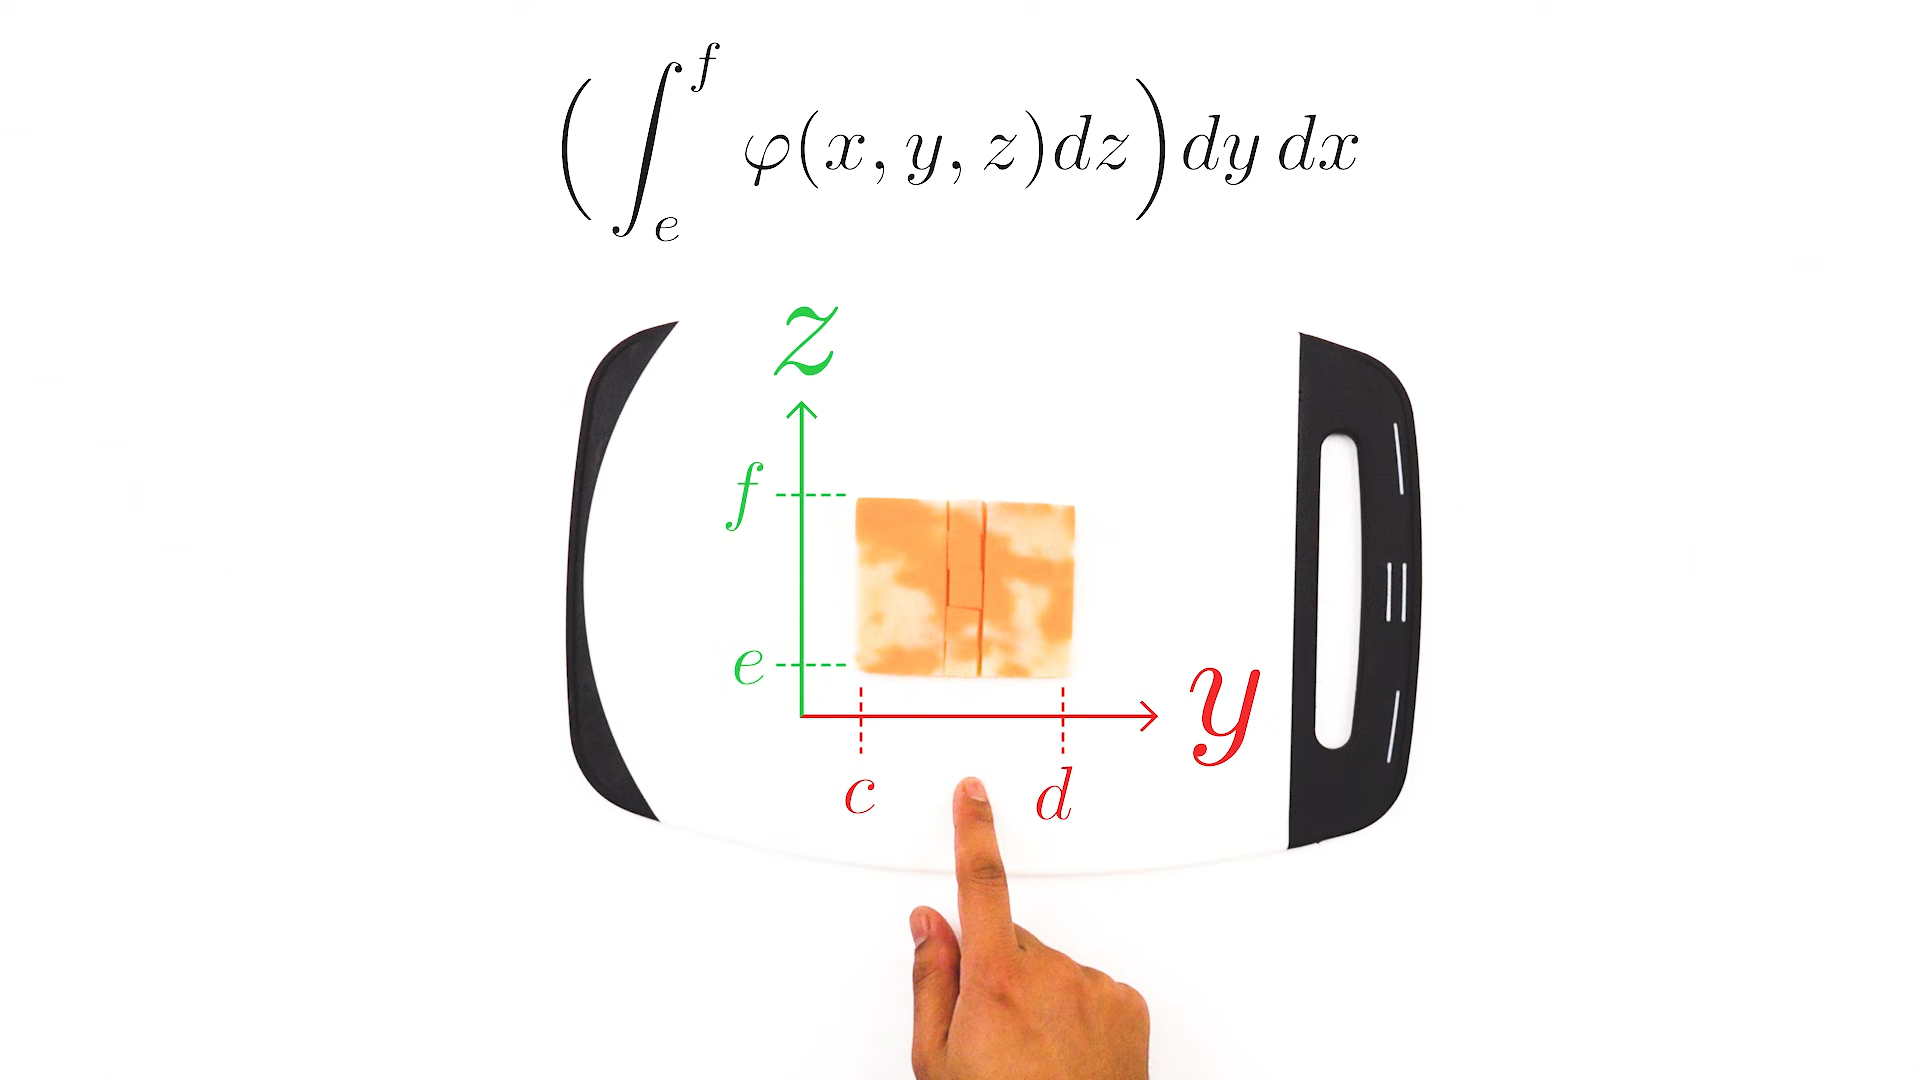 (∫_e^f φ(x, y, z)dz) dy dx
z
f
e
y
c d